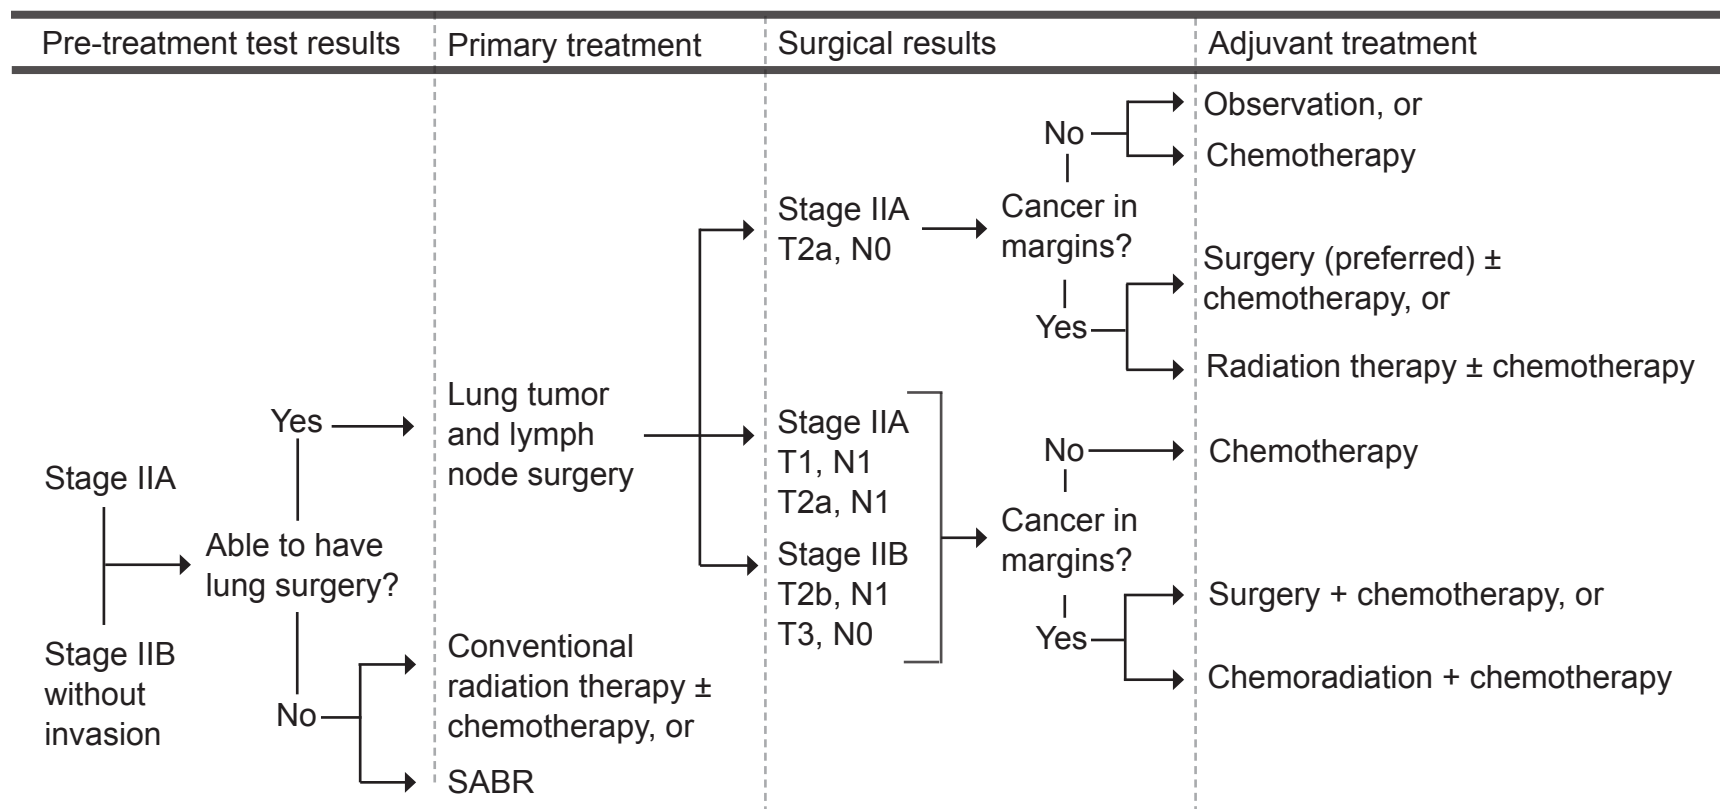 Pre-treatment test results
Primary treatment
Surgical results
Adjuvant treatment
Stage IIA
Stage IIB
without
invasion
Able to have
lung surgery?
Yes
No
Lung tumor
and lymph
node surgery
Conventional
radiation therapy ±
chemotherapy, or
SABR
Stage IIA
T2a, N0
Stage IIA
T1, N1
T2a, N1
Stage IIB
T2b, N1
T3, N0
No
Cancer in
margins?
Yes
No
Cancer in
margins?
Yes
Observation, or
Chemotherapy
Surgery (preferred) ±
chemotherapy, or
Radiation therapy ± chemotherapy
Chemotherapy
Surgery + chemotherapy, or
Chemoradiation + chemotherapy